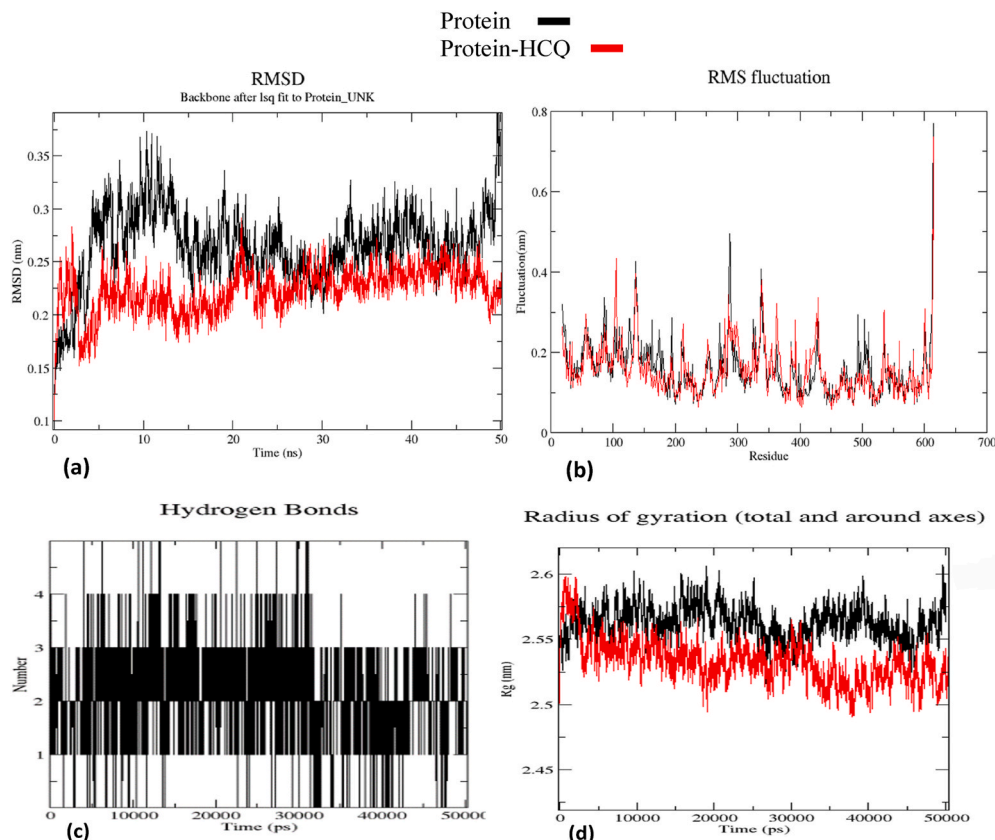 Protein
Protein-HCQ
RMSD
Backbone after lsq fit to Protein_UNK
0.35
0.3
0.25
0.2
0.15
0.1
RMSD (nm)
0 10 20 30 40 50
Time (ns)
(a)
RMS fluctuation
0.8
0.6
0.4
0.2
0
Fluctuation(nm)
0 100 200 300 400 500 600 700
Residue
(b)
Hydrogen Bonds
4
3
2
1
Number
0 10000 20000 30000 40000 50000
Time (ps)
(c)
Radius of gyration (total and around axes)
2.6
2.55
2.5
2.45
Rg (nm)
0 10000 20000 30000 40000 50000
Time (ps)
(d)